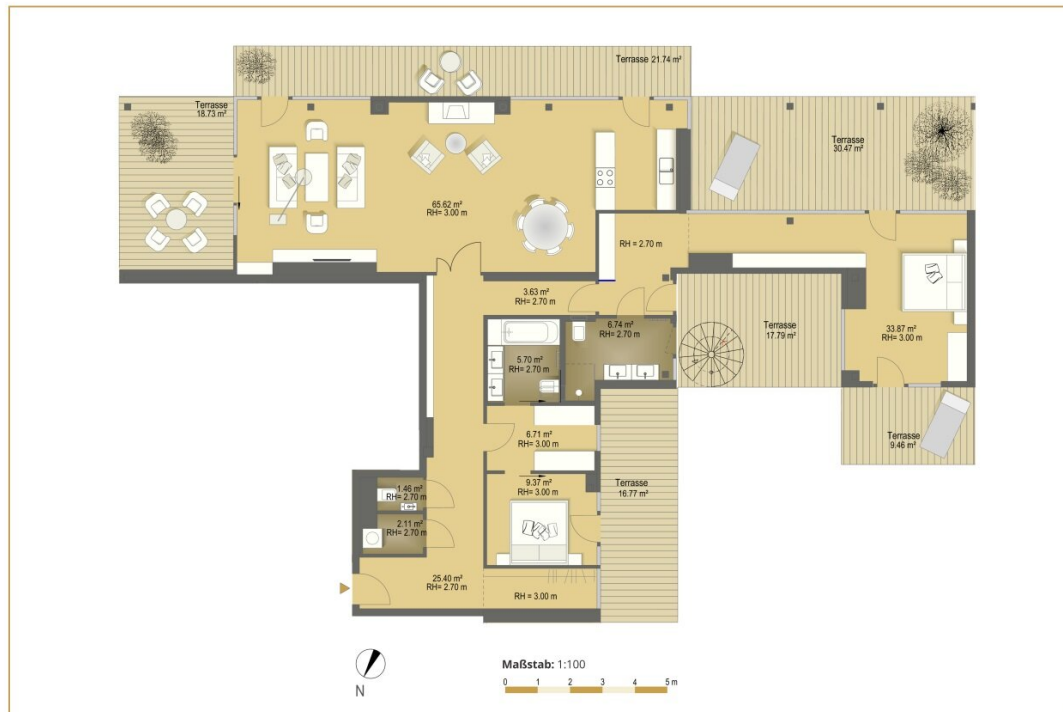 Terrasse 21.74 m²
Terrasse
18.73 m²
Terrasse
30.47 m²
65.62 m²
RH= 3.00 m
RH = 2.70 m
3.63 m²
RH= 2.70 m
6.74 m²
RH= 2.70 m
Terrasse
17.79 m²
33.87 m²
RH= 3.00 m
5.70 m²
RH= 2.70 m
Terrasse
9.46 m²
6.71 m²
RH= 3.00 m
9.37 m²
RH= 3.00 m
Terrasse
16.77 m²
1.46 m²
RH= 2.70 m
2.11 m²
RH= 2.70 m
25.40 m²
RH= 2.70 m
RH = 3.00 m
N
Maßstab: 1:100
0 1 2 3 4 5 m